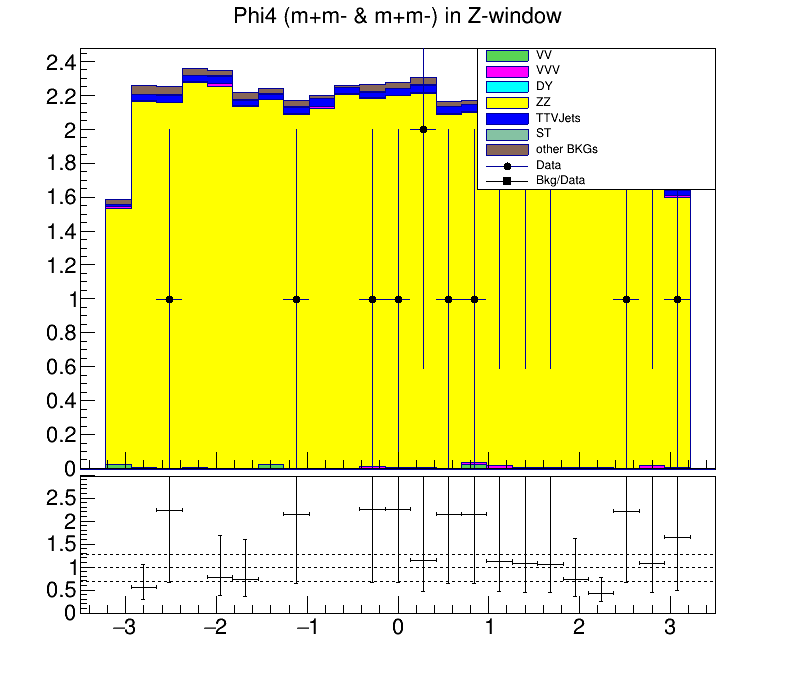 Phi4 (m+m- & m+m-) in Z-window
2.4
2.2
2
1.8
1.6
1.4
1.2
1
0.8
0.6
0.4
0.2
0
VV
VVV
DY
ZZ
TTVJets
ST
other BKGs
Data
Bkg/Data
2.5
2
1.5
1
0.5
0
−3 −2 −1 0 1 2 3